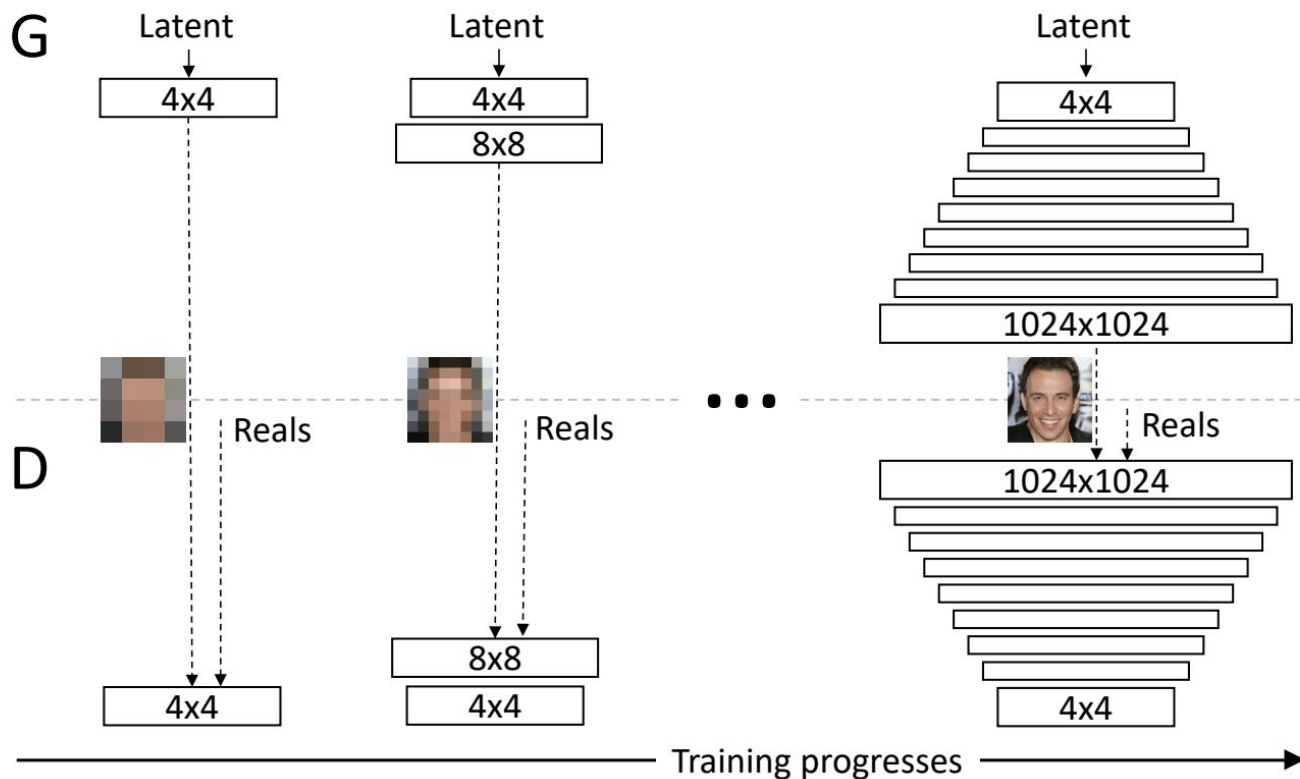 G
Latent
Latent
Latent
4x4
4x4
4x4
8x8
1024x1024
Reals
Reals
Reals
D
1024x1024
8x8
4x4
4x4
4x4
Training progresses